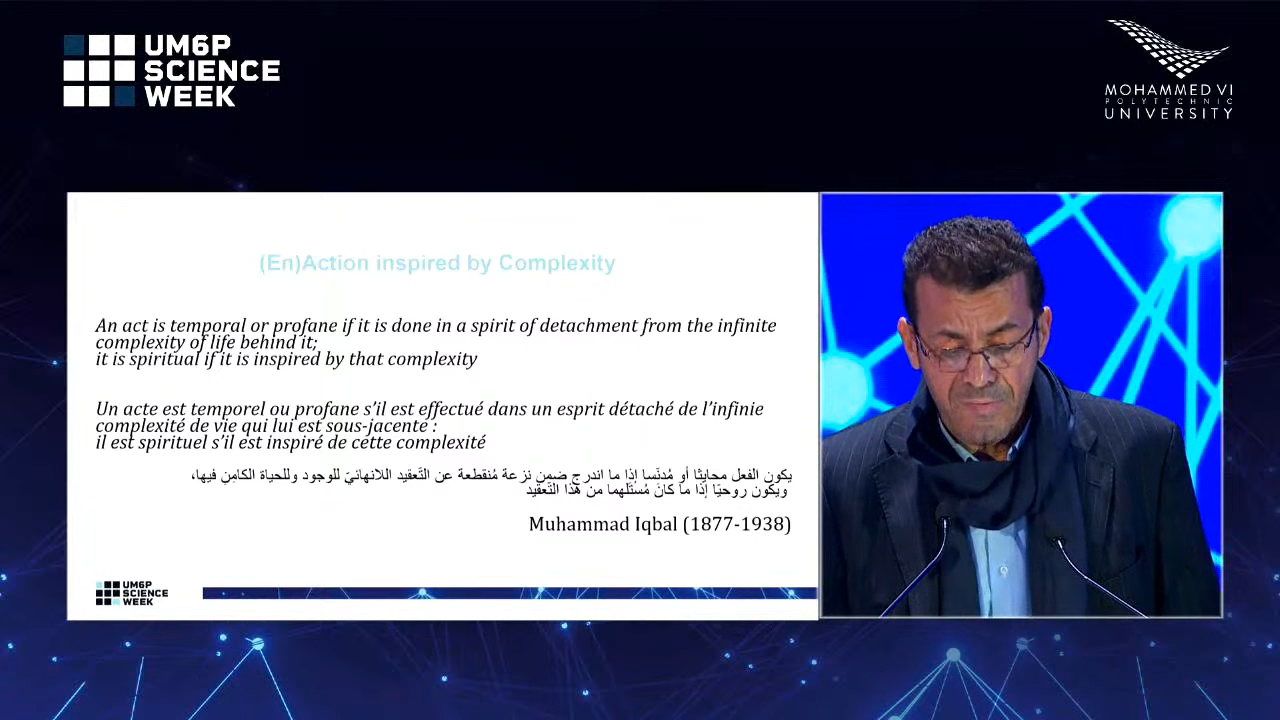 UM6P
SCIENCE
WEEK
MOHAMMED VI
POLYTECHNIC
UNIVERSITY
(En)Action inspired by Complexity
An act is temporal or profane if it is done in a spirit of detachment from the infinite
complexity of life behind it;
it is spiritual if it is inspired by that complexity
Un acte est temporel ou profane s’il est effectué dans un esprit détaché de l’infinie
complexité de vie qui lui est sous-jacente :
il est spirituel s’il est inspiré de cette complexité
يكون الفعل محايثا أو مُدنّسا إذا ما اندرج ضمن نزعة مُنقطعة عن التّعقيد اللانهائيّ للوجود وللحياة الكامِنِ فيها،
ويكون روحيّا إذا ما كان مُستلهما من هذا التّعقيد
Muhammad Iqbal (1877-1938)
UM6P
SCIENCE
WEEK